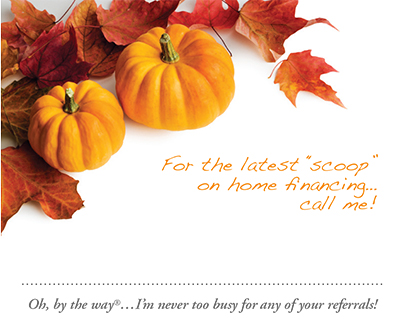 For the latest "scoop"
on home financing...
call me!
Oh, by the way®…I'm never too busy for any of your referrals!